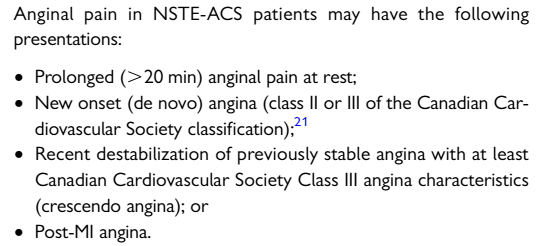 Anginal pain in NSTE-ACS patients may have the following
presentations:
• Prolonged (>20 min) anginal pain at rest;
• New onset (de novo) angina (class II or III of the Canadian Car-
diovascular Society classification);21
• Recent destabilization of previously stable angina with at least
Canadian Cardiovascular Society Class III angina characteristics
(crescendo angina); or
• Post-MI angina.